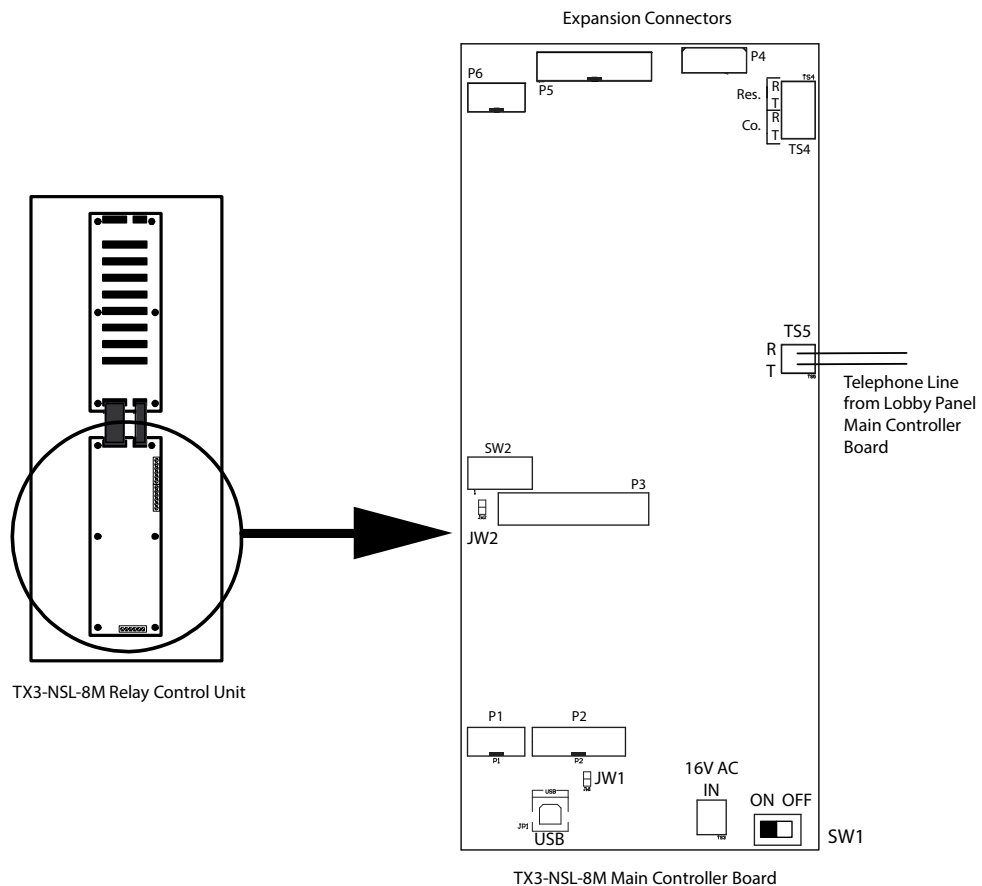 Expansion Connectors
P6
P5
P4
TS4
Res.
R
T
Co.
R
T
TS4
TS5
R
T
TS5
Telephone Line
from Lobby Panel
Main Controller
Board
SW2
P3
JW2
TX3-NSL-8M Relay Control Unit
P1
P2
P1
P2
JW1
16V AC
IN
TS3
ON OFF
SW1
USB
JP1
USB
TX3-NSL-8M Main Controller Board